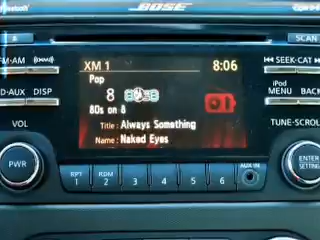 Bluetooth
BOSE
SCAN
FM-AM
SEEK-CAT
D-AUX DISP
iPod
MENU BACK
XM 1 8:06
Pop
8
80s on 8
Title : Always Something
Name : Naked Eyes
VOL
TUNE-SCROLL
PWR
ENTER
SETTING
RPT
1
RDM
2
3
4
5
6
AUX IN